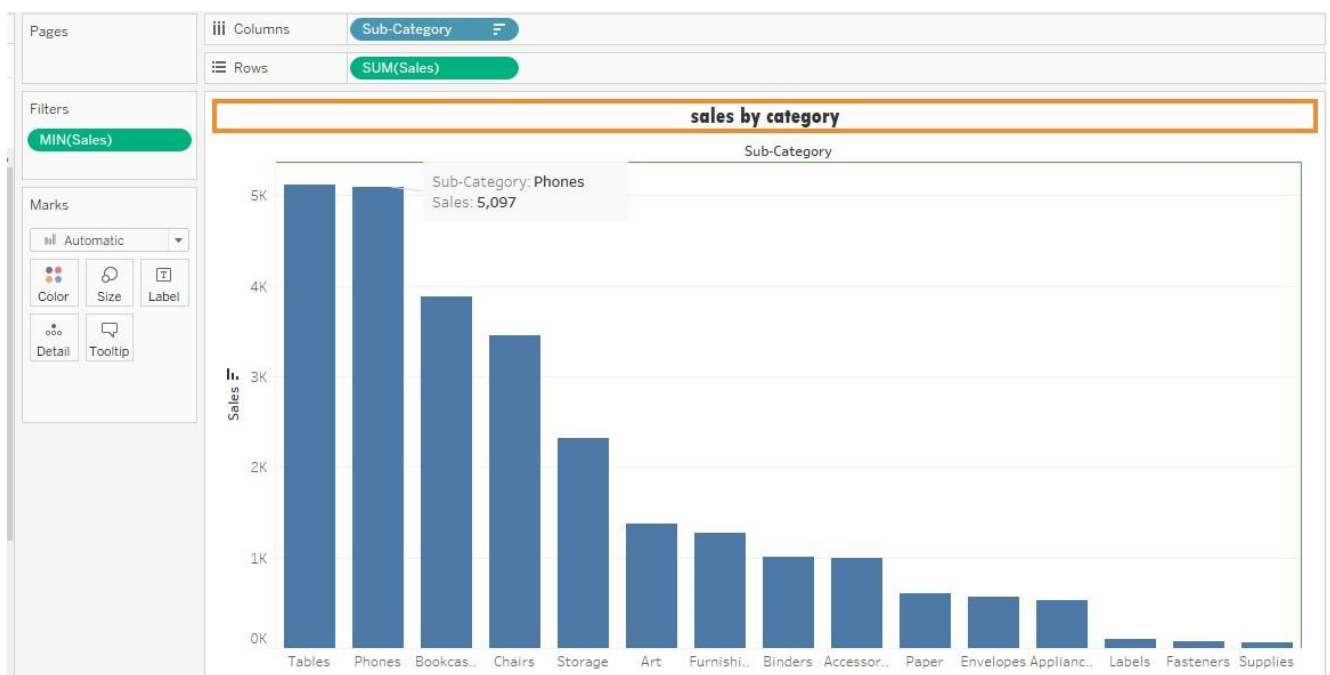 Pages
iii Columns
Sub-Category
Rows
SUM(Sales)
Filters
MIN(Sales)
sales by category
Sub-Category
Sub-Category: Phones
Sales: 5,097
Marks
Automatic
Color
Size
Label
Detail
Tooltip
5K
4K
3K
2K
1K
0K
Sales
Tables Phones Bookcas.. Chairs Storage Art Furnishi.. Binders Accessor.. Paper Envelopes Applianc.. Labels Fasteners Supplies